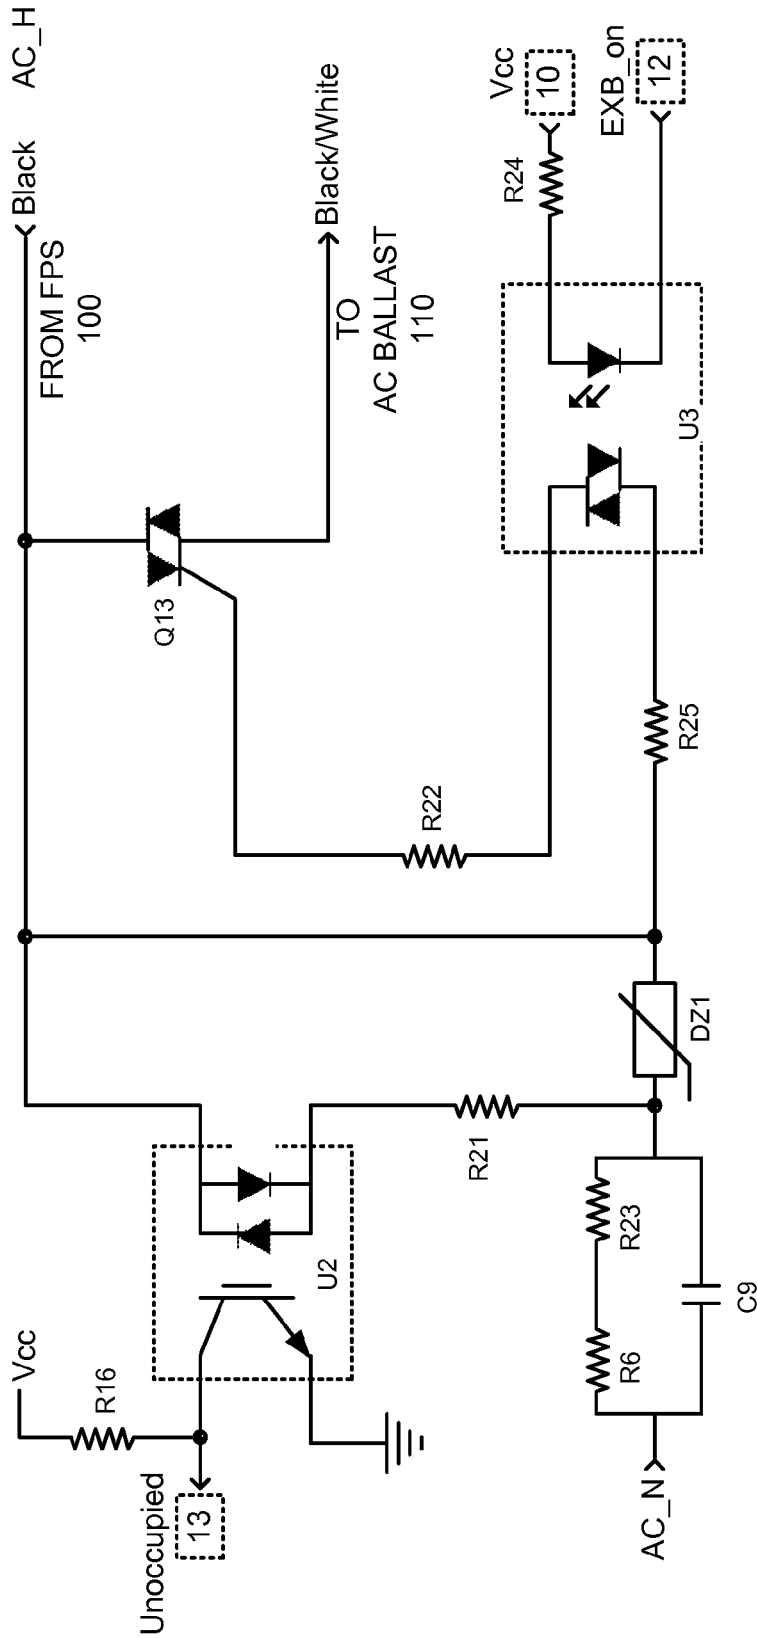 Black AC_H
FROM FPS
100
Black/White
TO
AC BALLAST
110
Vcc
10
EXB_on
12
R24
U3
Q13
R22
R25
DZ1
R21
U2
Vcc
R16
Unoccupied
13
R23
R6
C9
AC_N